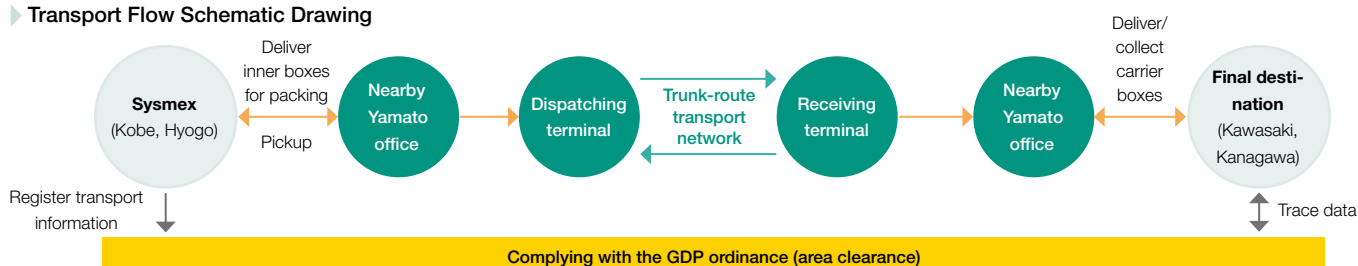 Transport Flow Schematic Drawing
Sysmex
(Kobe, Hyogo)
Deliver
inner boxes
for packing
Pickup
Nearby
Yamato
office
Dispatching
terminal
Trunk-route
transport
network
Receiving
terminal
Nearby
Yamato
office
Deliver/
collect
carrier
boxes
Final desti-
nation
(Kawasaki,
Kanagawa)
Register transport
information
Trace data
Complying with the GDP ordinance (area clearance)